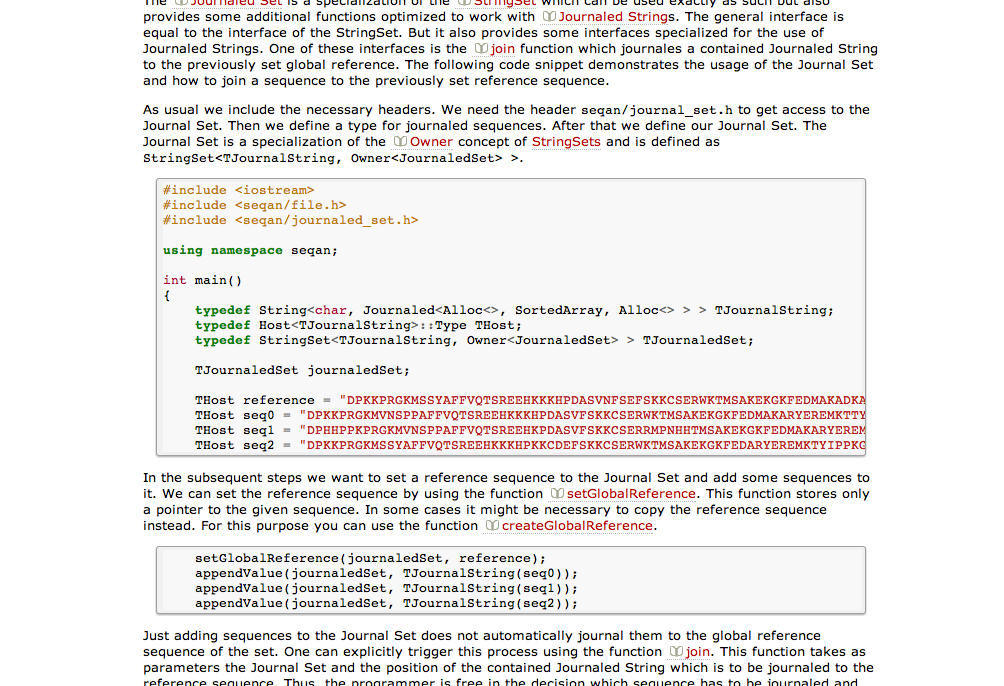 The Journaled Set is a specialization of the StringSet which can be used exactly as such but also
provides some additional functions optimized to work with Journaled Strings. The general interface is
equal to the interface of the StringSet. But it also provides some interfaces specialized for the use of
Journaled Strings. One of these interfaces is the join function which journales a contained Journaled String
to the previously set global reference. The following code snippet demonstrates the usage of the Journal Set
and how to join a sequence to the previously set reference sequence.
As usual we include the necessary headers. We need the header seqan/journal_set.h to get access to the
Journal Set. Then we define a type for journaled sequences. After that we define our Journal Set. The
Journal Set is a specialization of the Owner concept of StringSets and is defined as
StringSet<TJournalString, Owner<JournaledSet> >.
#include <iostream>
#include <seqan/file.h>
#include <seqan/journaled_set.h>
using namespace seqan;
int main()
{
typedef String<char, Journaled<Alloc<>, SortedArray, Alloc<> > > TJournalString;
typedef Host<TJournalString>::Type THost;
typedef StringSet<TJournalString, Owner<JournaledSet> > TJournaledSet;
TJournaledSet journaledSet;
THost reference = "DPKKPRGKMSSYAFFVQTSREEHKKKHPDASVNFSEFSKKCSERWKTMSAKEKGKFEDMAKADKA
THost seq0 = "DPKKPRGKMVNSPPAFFVQTSREEHKKKHPDASVFSKKCSERWKTMSAKEKGKFEDMAKARYEREMKTTY
THost seq1 = "DPHHPPKPRGKMVNSPPAFFVQTSREEHKPDASVFSKKCSERRMPNHHTMSAKEKGKFEDMAKARYEREM
THost seq2 = "DPKKPRGKMSSYAFFVQTSREEHKKKHPKKCDEFSKKCSERWKTMSAKEKGKFEDARYEREMKTYIPPKG
In the subsequent steps we want to set a reference sequence to the Journal Set and add some sequences to
it. We can set the reference sequence by using the function setGlobalReference. This function stores only
a pointer to the given sequence. In some cases it might be necessary to copy the reference sequence
instead. For this purpose you can use the function createGlobalReference.
setGlobalReference(journaledSet, reference);
appendValue(journaledSet, TJournalString(seq0));
appendValue(journaledSet, TJournalString(seq1));
appendValue(journaledSet, TJournalString(seq2));
Just adding sequences to the Journal Set does not automatically journal them to the global reference
sequence of the set. One can explicitly trigger this process using the function join. This function takes as
parameters the Journal Set and the position of the contained Journaled String which is to be journaled to the
reference sequence. Thus, the programmer is free in the decision which sequence has to be journaled and